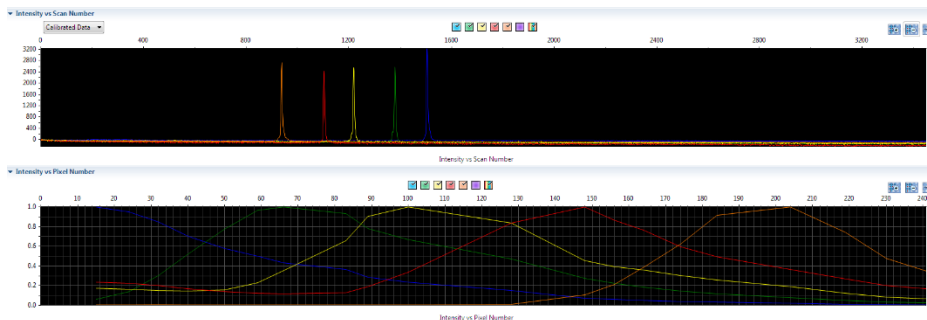 Intensity vs Scan Number
Calibrated Data
0 400 800 1200 1600 2000 2400 2800 3200
3200
2800
2400
2000
1600
1200
800
400
0
Intensity vs Scan Number
Intensity vs Pixel Number
0 10 20 30 40 50 60 70 80 90 100 110 120 130 140 150 160 170 180 190 200 210 220 230 240
1.0
0.8
0.6
0.4
0.2
0.0
Intensity vs Pixel Number